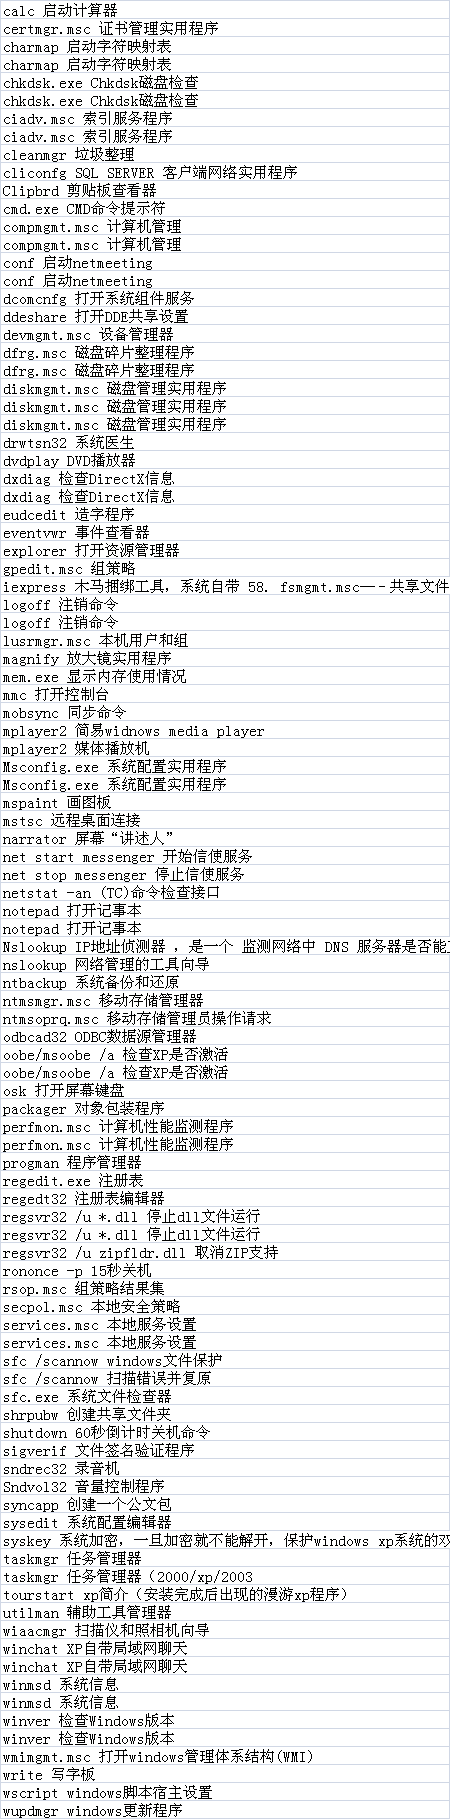 calc 启动计算器
certmgr.msc 证书管理实用程序
charmap 启动字符映射表
charmap 启动字符映射表
chkdsk.exe Chkdsk磁盘检查
chkdsk.exe Chkdsk磁盘检查
ciadv.msc 索引服务程序
ciadv.msc 索引服务程序
cleanmgr 垃圾整理
cliconfg SQL SERVER 客户端网络实用程序
Clipbrd 剪贴板查看器
cmd.exe CMD命令提示符
compmgmt.msc 计算机管理
compmgmt.msc 计算机管理
conf 启动netmeeting
conf 启动netmeeting
dcomcnfg 打开系统组件服务
ddeshare 打开DDE共享设置
devmgmt.msc 设备管理器
dfrg.msc 磁盘碎片整理程序
dfrg.msc 磁盘碎片整理程序
diskmgmt.msc 磁盘管理实用程序
diskmgmt.msc 磁盘管理实用程序
diskmgmt.msc 磁盘管理实用程序
drwtsn32 系统医生
dvdplay DVD播放器
dxdiag 检查DirectX信息
dxdiag 检查DirectX信息
eudcedit 造字程序
eventvwr 事件查看器
explorer 打开资源管理器
gpedit.msc 组策略
iexpress 木马捆绑工具，系统自带 58. fsmgmt.msc—–共享文件
logoff 注销命令
logoff 注销命令
lusrmgr.msc 本机用户和组
magnify 放大镜实用程序
mem.exe 显示内存使用情况
mmc 打开控制台
mobsync 同步命令
mplayer2 简易widnows media player
mplayer2 媒体播放机
Msconfig.exe 系统配置实用程序
Msconfig.exe 系统配置实用程序
mspaint 画图板
mstsc 远程桌面连接
narrator 屏幕“讲述人”
net start messenger 开始信使服务
net stop messenger 停止信使服务
netstat -an (TC)命令检查接口
notepad 打开记事本
notepad 打开记事本
Nslookup IP地址侦测器 ，是一个 监测网络中 DNS 服务器是否能
nslookup 网络管理的工具向导
ntbackup 系统备份和还原
ntmsmgr.msc 移动存储管理器
ntmsoprq.msc 移动存储管理员操作请求
odbcad32 ODBC数据源管理器
oobe/msoobe /a 检查XP是否激活
oobe/msoobe /a 检查XP是否激活
osk 打开屏幕键盘
packager 对象包装程序
perfmon.msc 计算机性能监测程序
perfmon.msc 计算机性能监测程序
progman 程序管理器
regedit.exe 注册表
regedt32 注册表编辑器
regsvr32 /u *.dll 停止dll文件运行
regsvr32 /u *.dll 停止dll文件运行
regsvr32 /u zipfldr.dll 取消ZIP支持
rononce -p 15秒关机
rsop.msc 组策略结果集
secpol.msc 本地安全策略
services.msc 本地服务设置
services.msc 本地服务设置
sfc /scannow windows文件保护
sfc /scannow 扫描错误并复原
sfc.exe 系统文件检查器
shrpubw 创建共享文件夹
shutdown 60秒倒计时关机命令
sigverif 文件签名验证程序
sndrec32 录音机
Sndvol32 音量控制程序
syncapp 创建一个公文包
sysedit 系统配置编辑器
syskey 系统加密，一旦加密就不能解开，保护windows xp系统的双
taskmgr 任务管理器
taskmgr 任务管理器（2000/xp/2003
tourstart xp简介（安装完成后出现的漫游xp程序）
utilman 辅助工具管理器
wiaacmgr 扫描仪和照相机向导
winchat XP自带局域网聊天
winchat XP自带局域网聊天
winmsd 系统信息
winmsd 系统信息
winver 检查Windows版本
winver 检查Windows版本
wmimgmt.msc 打开windows管理体系结构(WMI)
write 写字板
wscript windows脚本宿主设置
wupdmgr windows更新程序